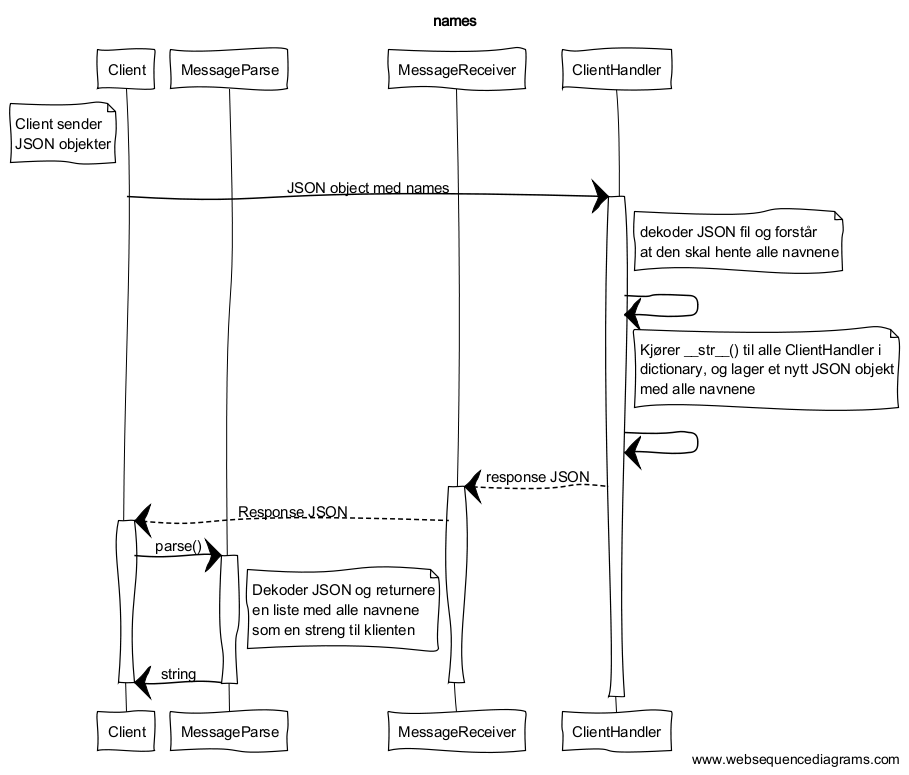 names
Client
MessageParse
MessageReceiver
ClientHandler
Client sender
JSON objekter
JSON object med names
dekoder JSON fil og forstår
at den skal hente alle navnene
Kjører __str__() til alle ClientHandler i
dictionary, og lager et nytt JSON objekt
med alle navnene
response JSON
Response JSON
parse()
Dekoder JSON og returnere
en liste med alle navnene
som en streng til klienten
string
Client
MessageParse
MessageReceiver
ClientHandler
www.websequencediagrams.com